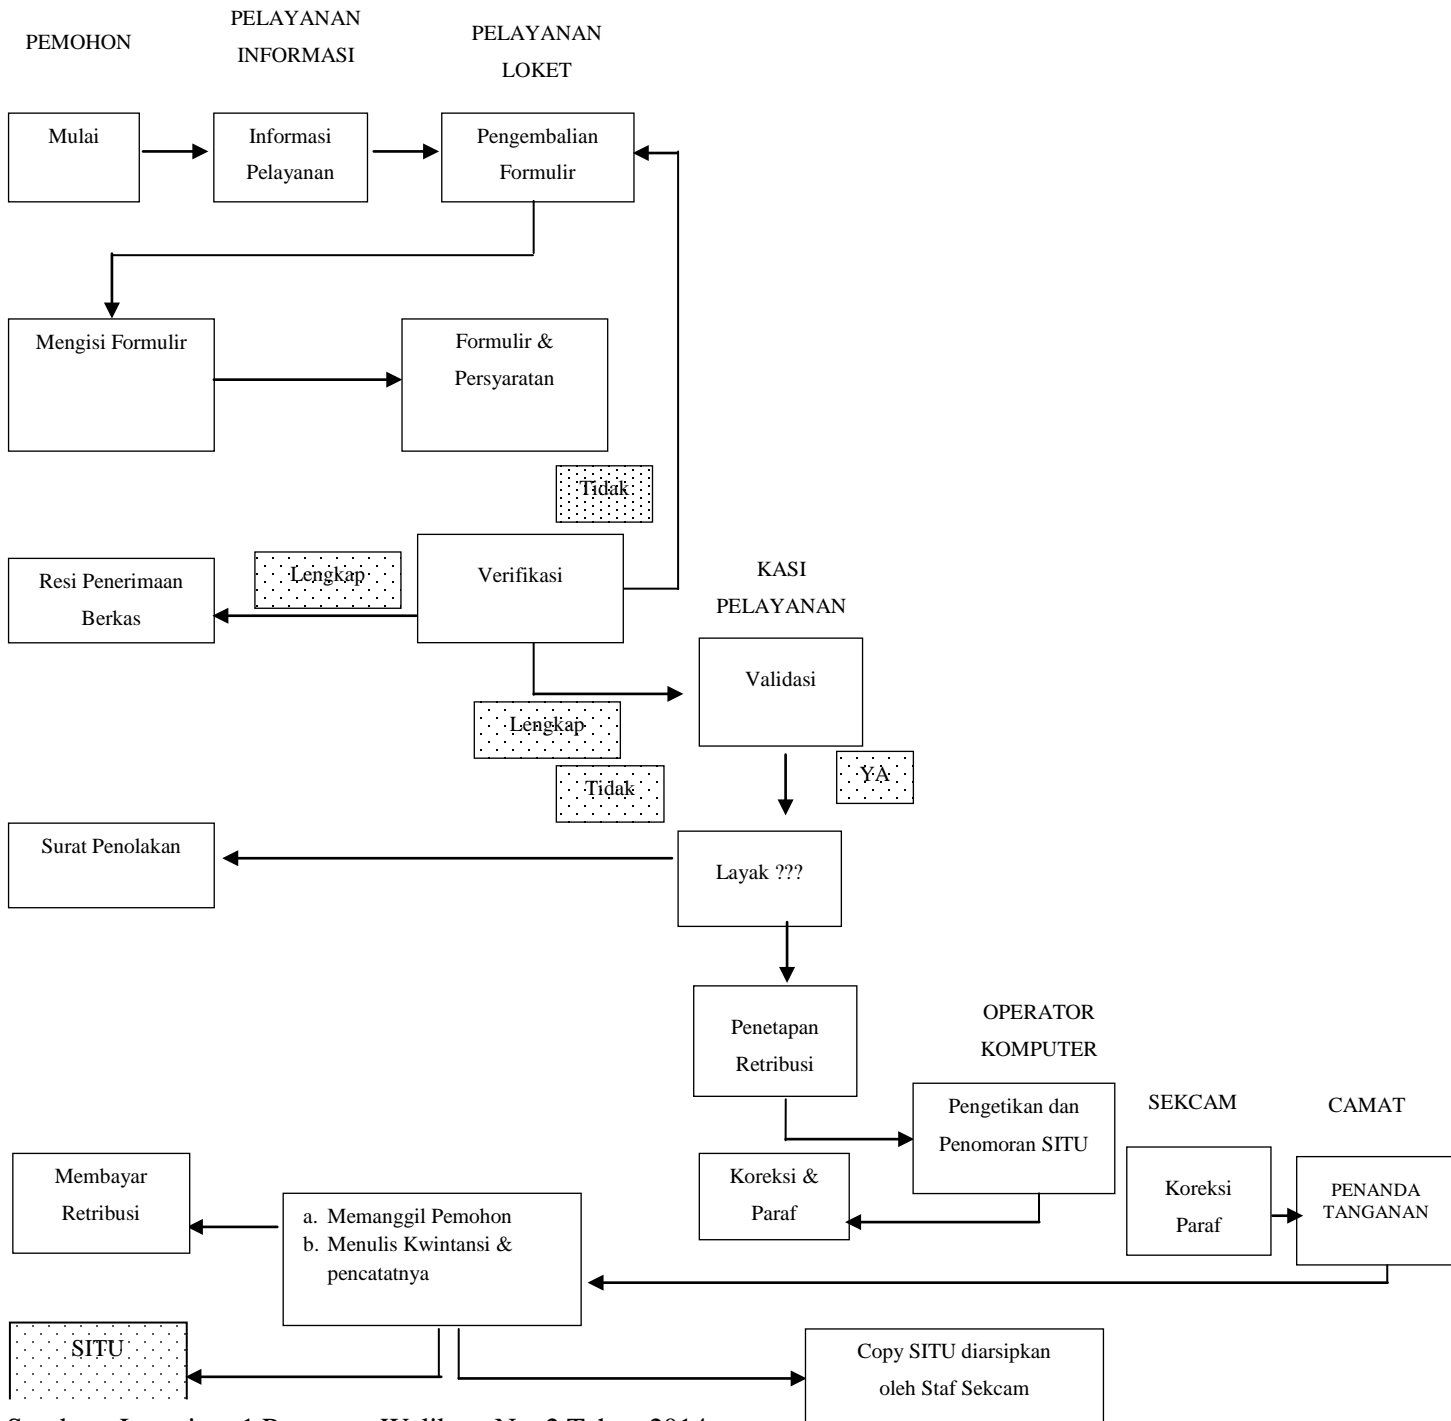 PEMOHON
PELAYANAN
INFORMASI
PELAYANAN
LOKET
Mulai
Informasi
Pelayanan
Pengembalian
Formulir
Mengisi Formulir
Formulir &
Persyaratan
Tidak
Resi Penerimaan
Berkas
Lengkap
Verifikasi
KASI
PELAYANAN
Validasi
Lengkap
Tidak
YA
Surat Penolakan
Layak ???
Penetapan
Retribusi
OPERATOR
KOMPUTER
Pengetikan dan
Penomoran SITU
SEKCAM
CAMAT
Membayar
Retribusi
a. Memanggil Pemohon
b. Menulis Kwintansi &
pencatatnya
Koreksi &
Paraf
Koreksi
Paraf
PENANDA
TANGANAN
SITU
Copy SITU diarsipkan
oleh Staf Sekcam